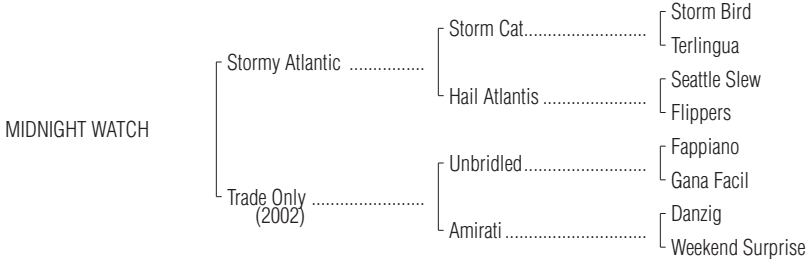 Storm Bird
Storm Cat..............................
Terlingua
Stormy Atlantic ................
Seattle Slew
Hail Atlantis .........................
Flippers
MIDNIGHT WATCH
Fappiano
Unbridled..............................
Gana Facil
Trade Only ........................
(2002)
Danzig
Amirati ..................................
Weekend Surprise